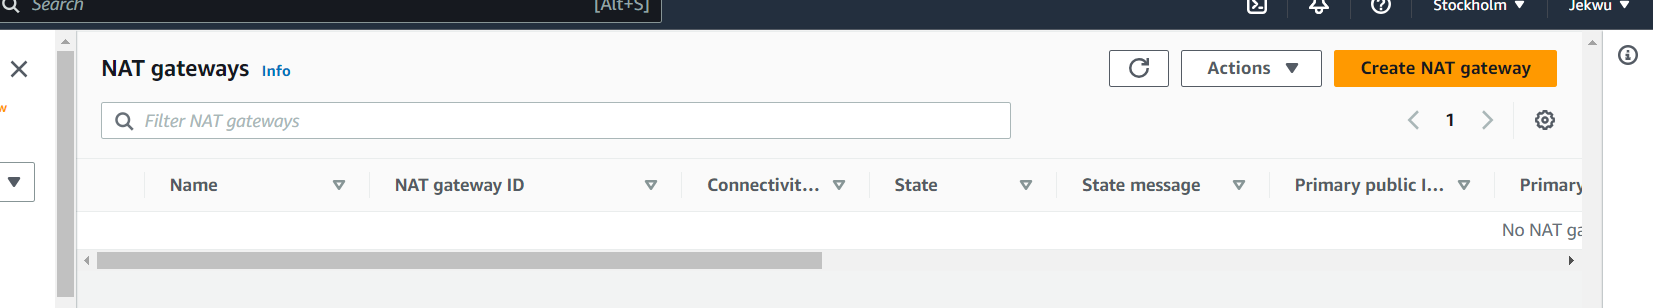 Search [Alt+S] Stockholm Jekwu
NAT gateways Info Actions Create NAT gateway
w
Filter NAT gateways 1
Name NAT gateway ID Connectivit... State State message Primary public I... Primary
No NAT ga